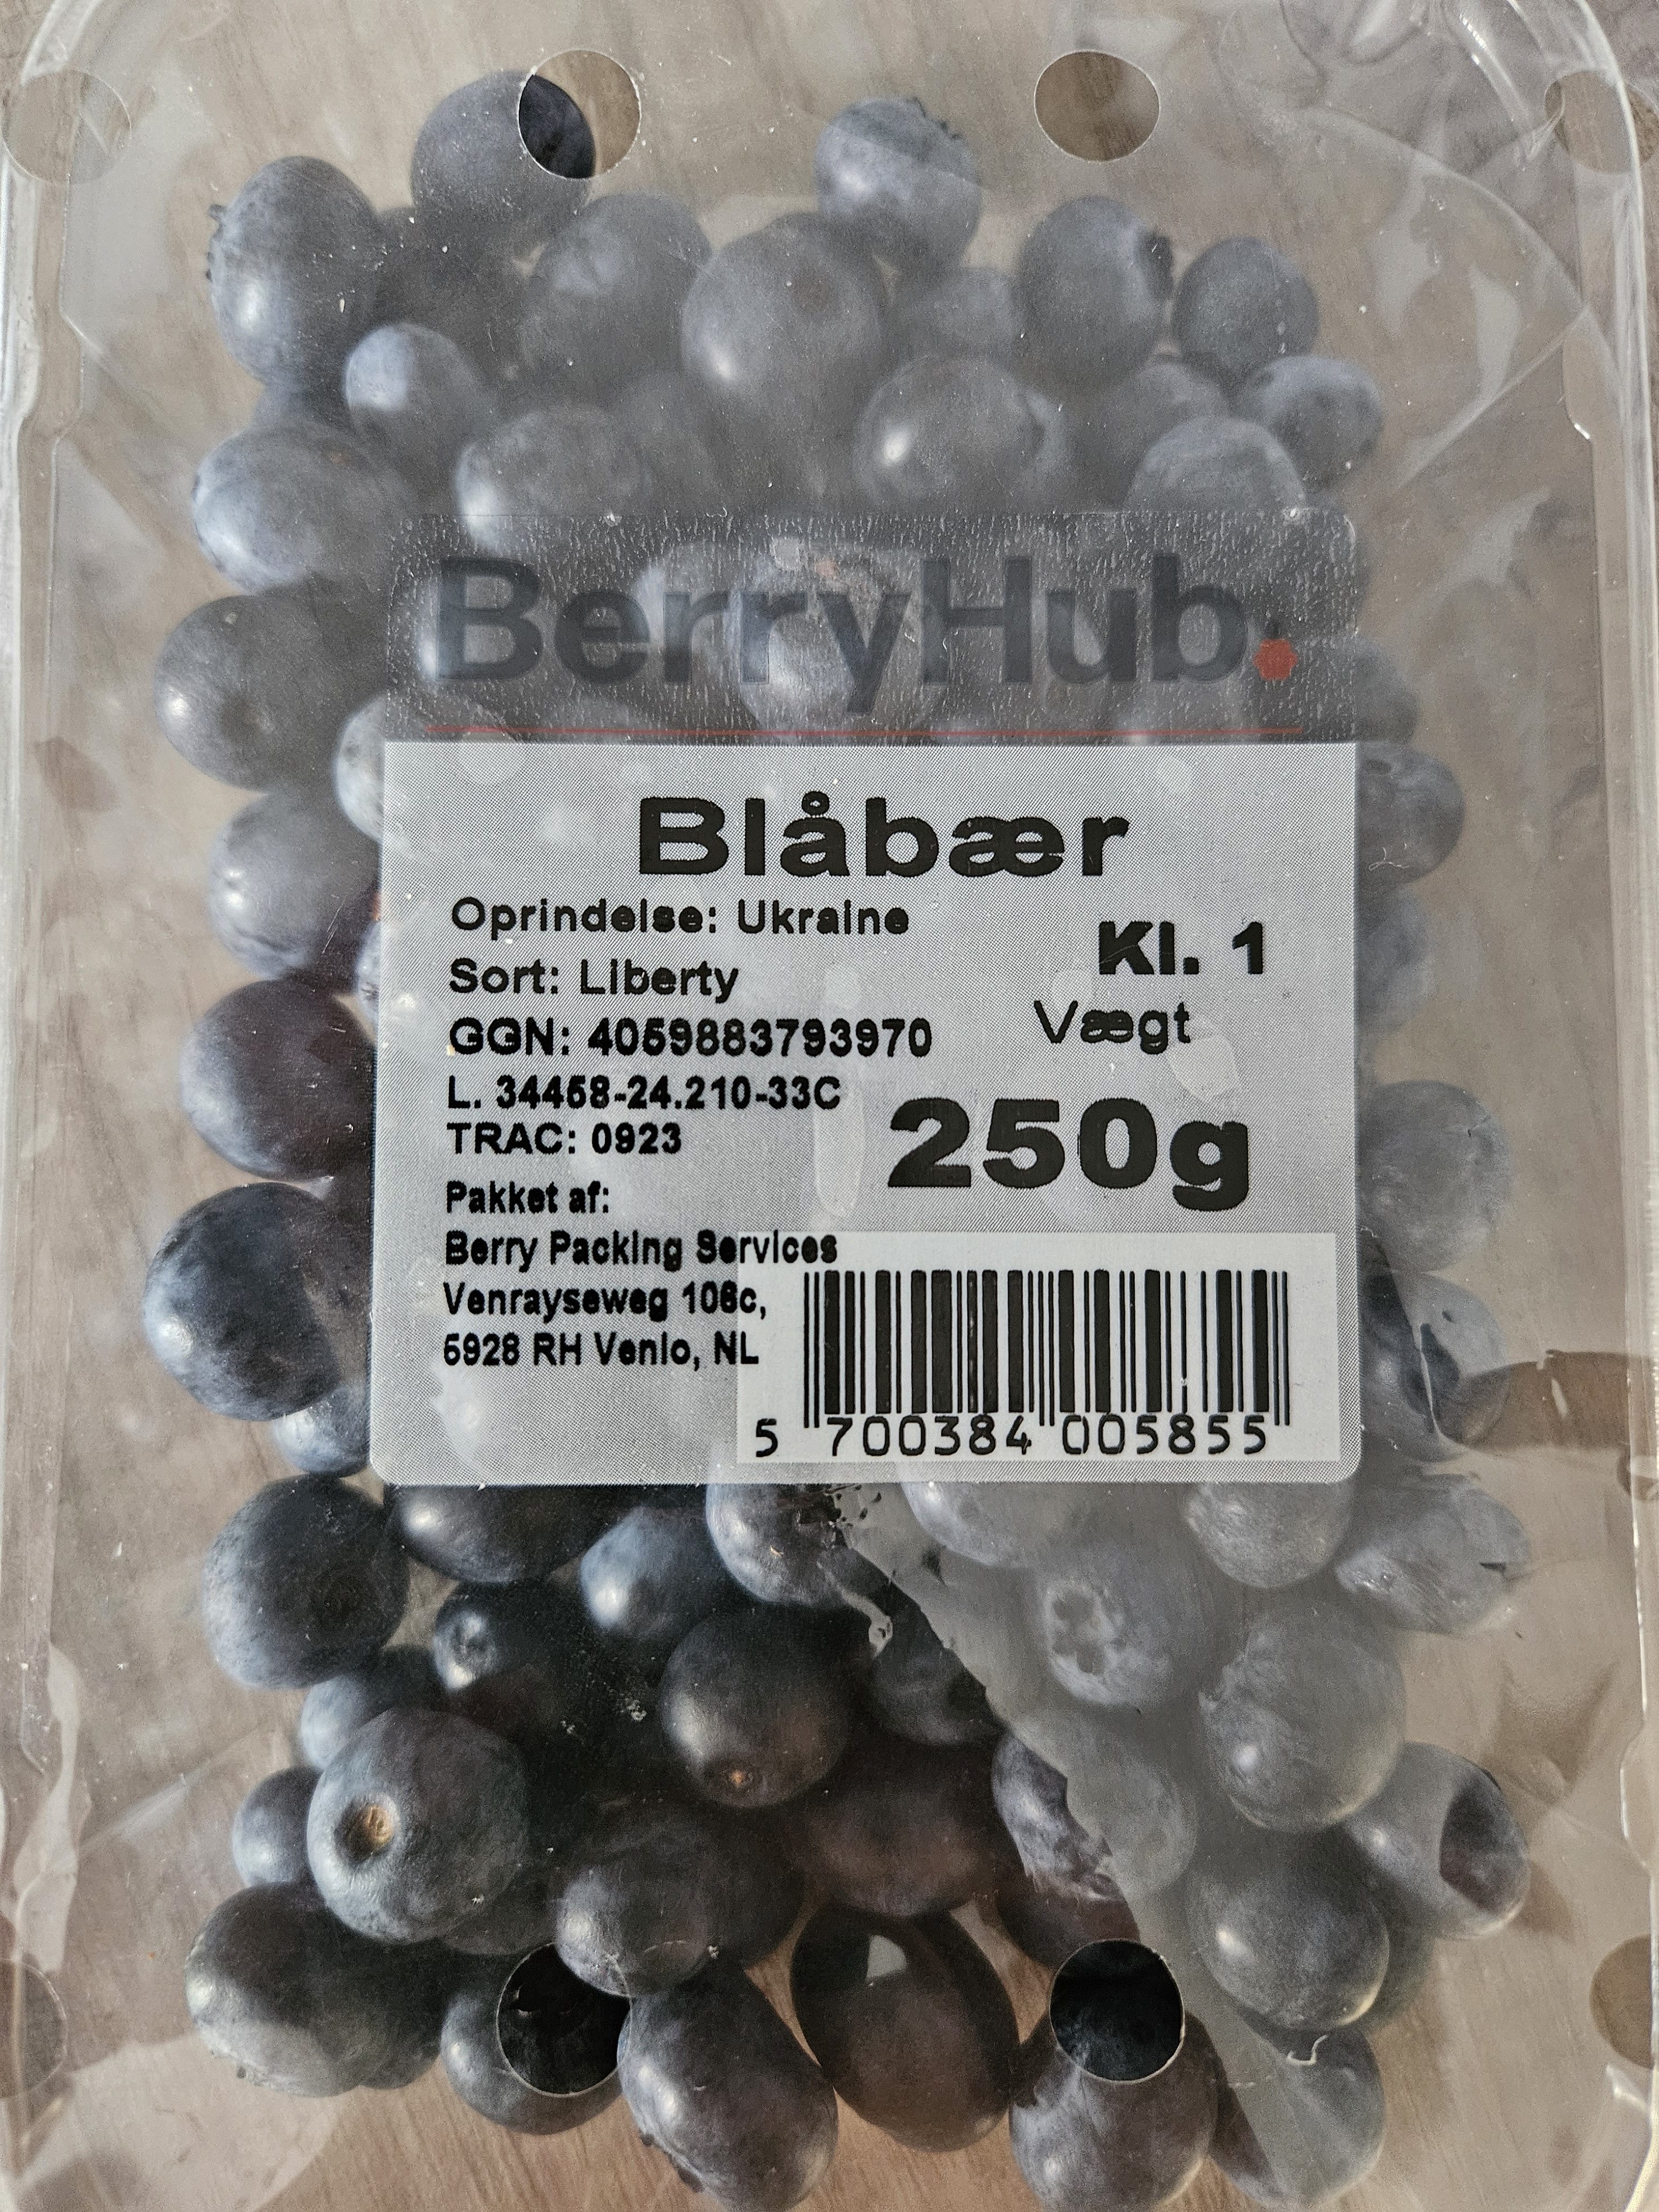 BerryHub.
Blåbær
Oprindelse: Ukraine
Sort: Liberty
Kl. 1
GGN: 4059883793970
Vægt
L. 34458-24.210-33C
250g
TRAC: 0923
Pakket af:
Berry Packing Services
Venrayseweg 106c,
5928 RH Venlo, NL
5 700384 005855